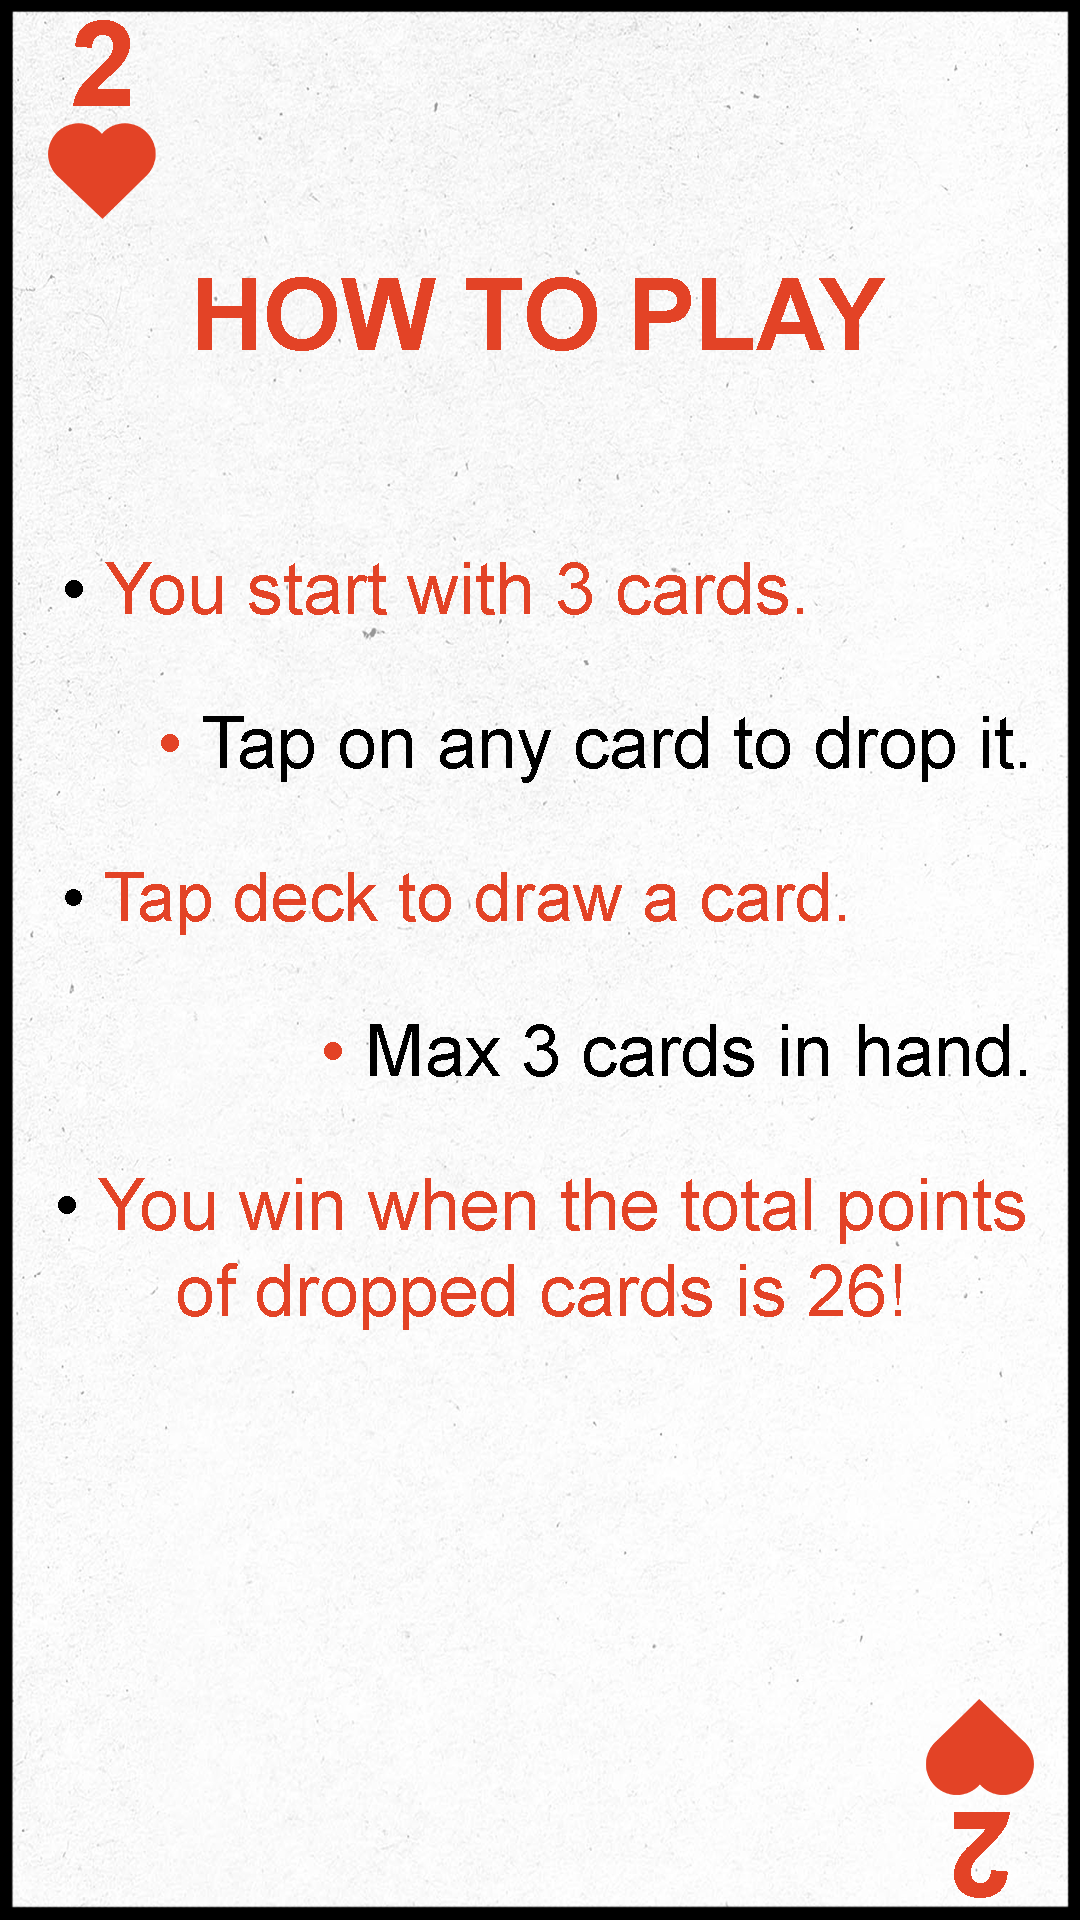 2
HOW TO PLAY
• You start with 3 cards.
• Tap on any card to drop it.
• Tap deck to draw a card.
• Max 3 cards in hand.
• You win when the total points
of dropped cards is 26!
2